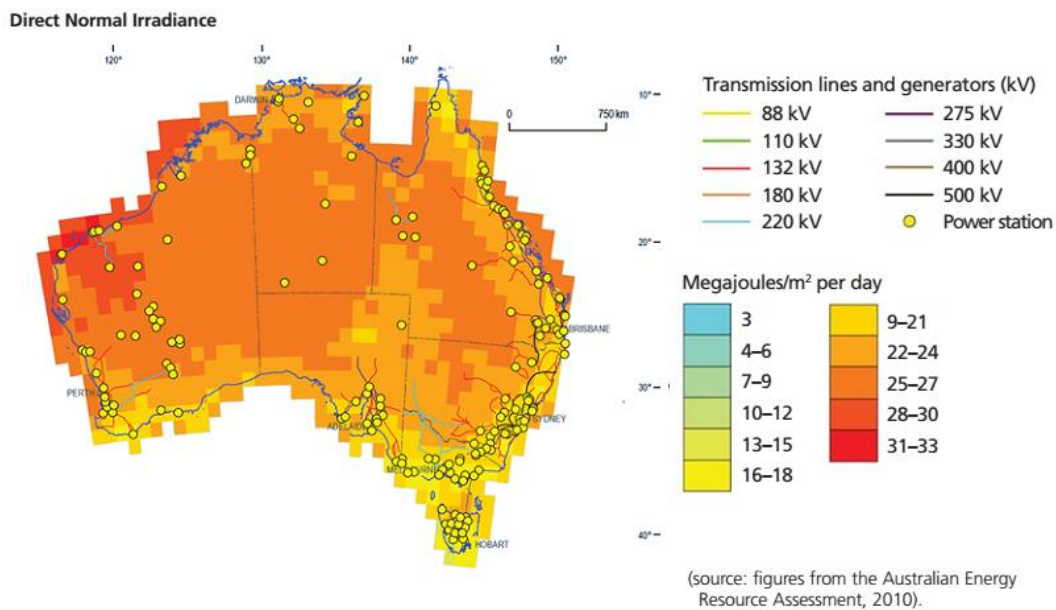 Direct Normal Irradiance
120°
130°
140°
150°
10°
20°
30°
40°
0
750 km
DARWIN
BRISBANE
PERTH
ADELAIDE
SYDNEY
MELBOURNE
HOBART
Transmission lines and generators (kV)
88 kV
110 kV
132 kV
180 kV
220 kV
275 kV
330 kV
400 kV
500 kV
Power station
Megajoules/m² per day
3
4–6
7–9
10–12
13–15
16–18
9–21
22–24
25–27
28–30
31–33
(source: figures from the Australian Energy
Resource Assessment, 2010).